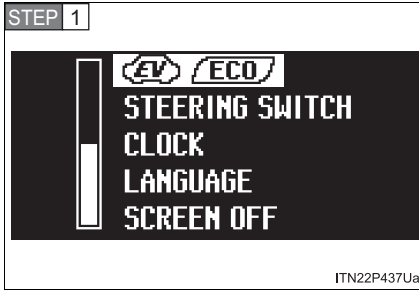 STEP 1
EV ECO
STEERING SWITCH
CLOCK
LANGUAGE
SCREEN OFF
ITN22P437Ua